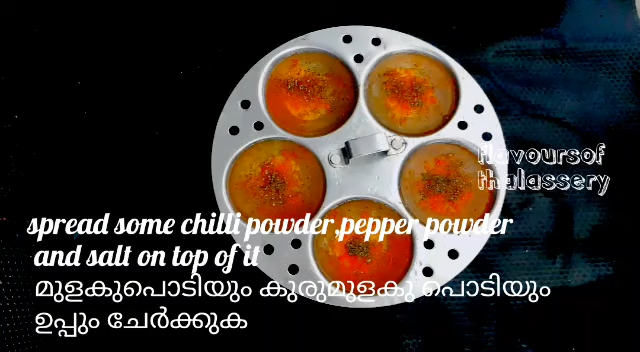 flavoursof
thalassery
spread some chilli powder,pepper powder
and salt on top of it
മുളകുപൊടിയും കുരുമുളകു പൊടിയും
ഉപ്പും ചേർക്കുക